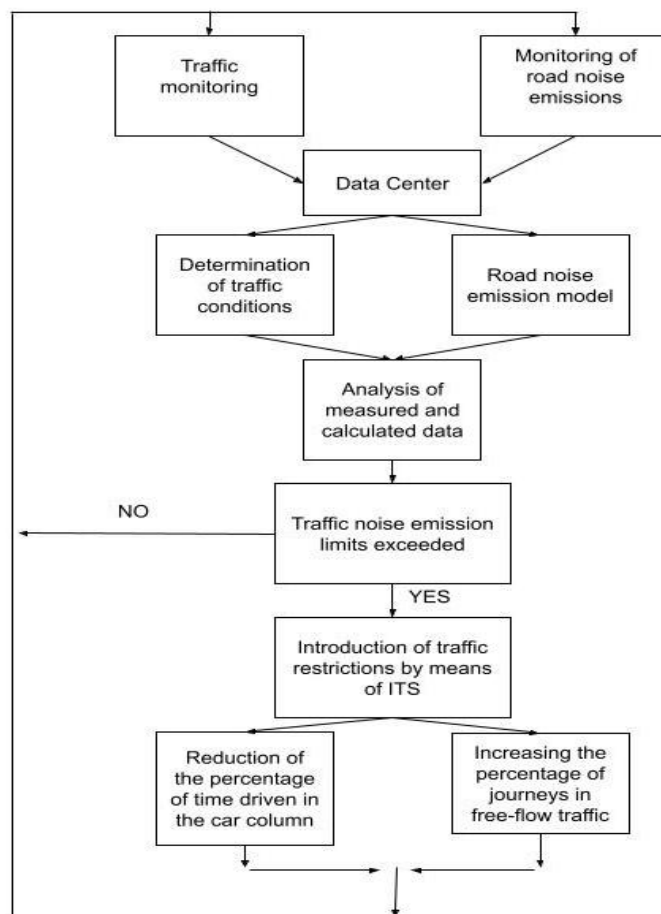 Traffic
monitoring
Monitoring of
road noise
emissions
Data Center
Determination
of traffic
conditions
Road noise
emission model
Analysis of
measured and
calculated data
NO
Traffic noise emission
limits exceeded
YES
Introduction of traffic
restrictions by means
of ITS
Reduction of
the percentage
of time driven in
the car column
Increasing the
percentage of
journeys in
free-flow traffic